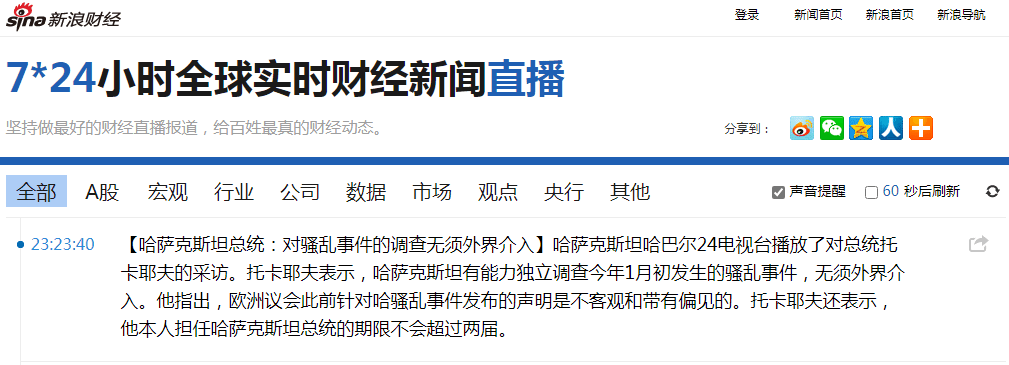 sina 新浪财经
登录 新闻首页 新浪首页 新浪导航
7*24小时全球实时财经新闻直播
坚持做最好的财经直播报道，给百姓最真的财经动态。
分享到：
全部 A股 宏观 行业 公司 数据 市场 观点 央行 其他
声音提醒 60 秒后刷新
23:23:40
【哈萨克斯坦总统：对骚乱事件的调查无须外界介入】哈萨克斯坦哈巴尔24电视台播放了对总统托
卡耶夫的采访。托卡耶夫表示，哈萨克斯坦有能力独立调查今年1月初发生的骚乱事件，无须外界介
入。他指出，欧洲议会此前针对哈骚乱事件发布的声明是不客观和带有偏见的。托卡耶夫还表示，
他本人担任哈萨克斯坦总统的期限不会超过两届。